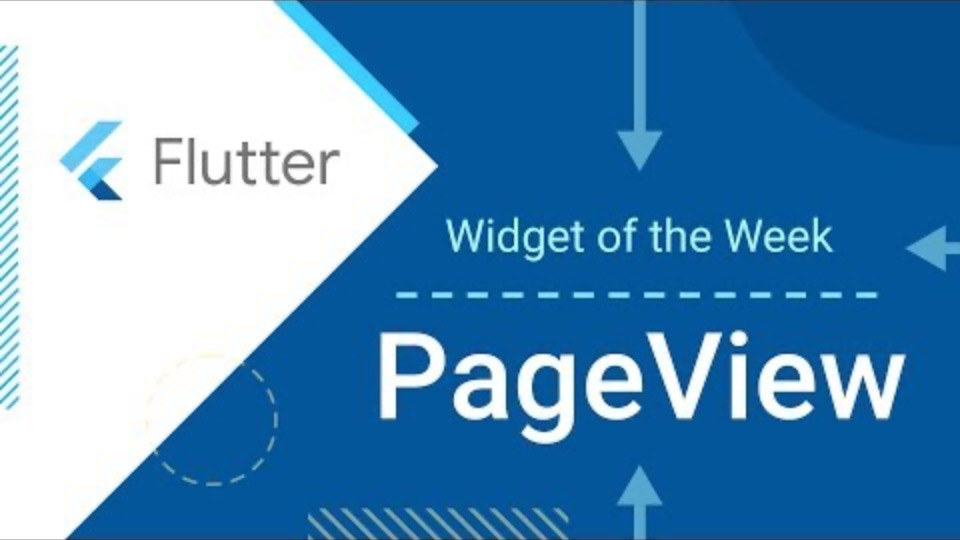 Flutter
Widget of the Week
PageView